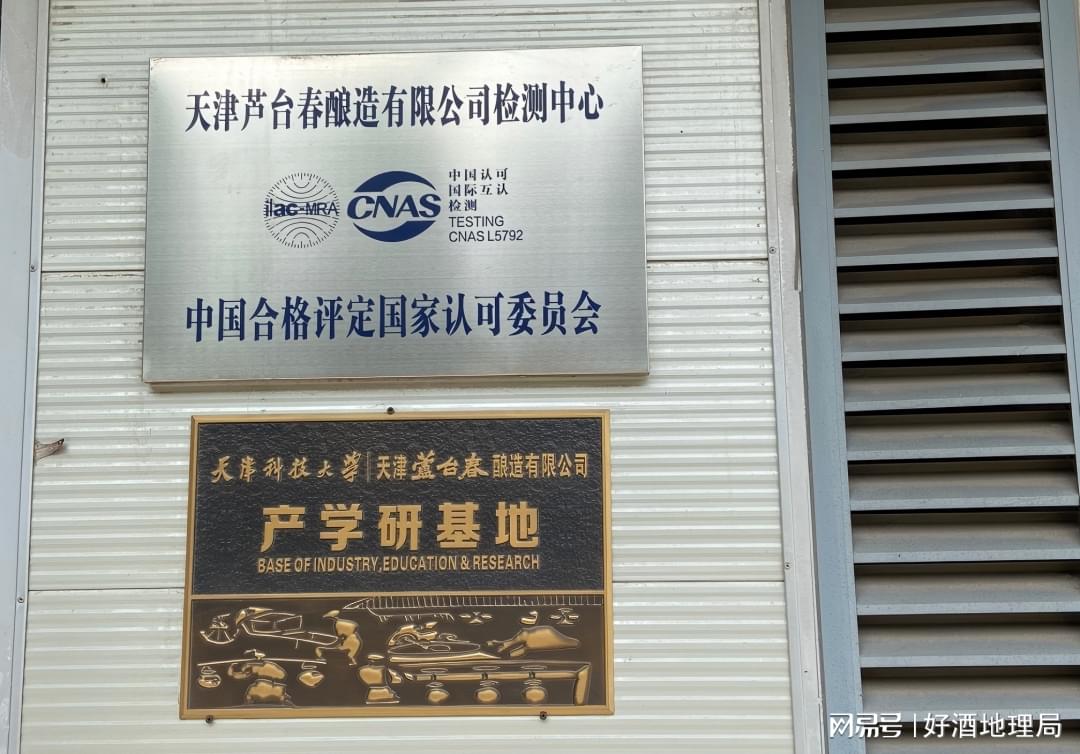 天津芦台春酿造有限公司检测中心
ilac-MRA
CNAS
中国认可
国际互认
检测
TESTING
CNAS L5792
中国合格评定国家认可委员会
天津科技大学|天津蘆台春酿造有限公司
产学研基地
BASE OF INDUSTRY,EDUCATION & RESEARCH
网易号 | 好酒地理局